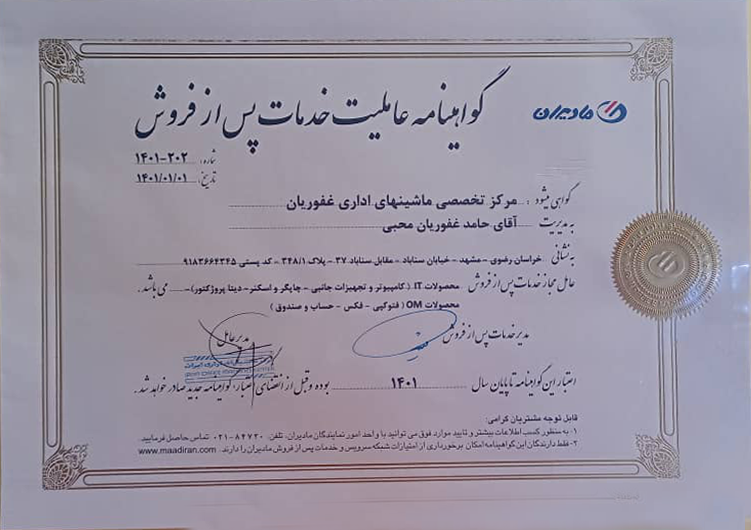 مادیران
گواهینامه عاملیت خدمات پس از فروش
شماره: ۱۴۰۱-۲۰۲
تاریخ: ۱۴۰۱/۰۱/۰۱
گواهی میشود: مرکز تخصصی ماشینهای اداری غفوریان
به مدیریت آقای حامد غفوریان محبی
به نشانی خراسان رضوی - مشهد - خیابان سناباد - مقابل سناباد ۳۷ - پلاک ۳۴۸/۱ - کد پستی ۹۱۸۳۶۶۴۳۴۵
عامل مجاز خدمات پس از فروش محصولات IT ( کامپیوتر و تجهیزات جانبی - چاپگر و اسکنر - دیتا پروژکتور) - می باشد.
محصولات OM ( فتوکپی - فکس - حساب و صندوق )
مدیر خدمات پس از فروش مدیرعامل
اعتبار این گواهینامه تا پایان سال ۱۴۰۱ بوده و قبل از انقضای اعتبار، گواهینامه جدید صادر خواهد شد.
قابل توجه مشتریان گرامی:
۱- به منظور کسب اطلاعات بیشتر و تایید موارد فوق می توانید با واحد امور نمایندگان مادیران، تلفن: ۸۴۷۲۰-۰۲۱ تماس حاصل فرمایید.
۲- فقط دارندگان این گواهینامه امکان برخورداری از امتیازات شبکه سرویس و خدمات پس از فروش مادیران را دارند. www.maadiran.com